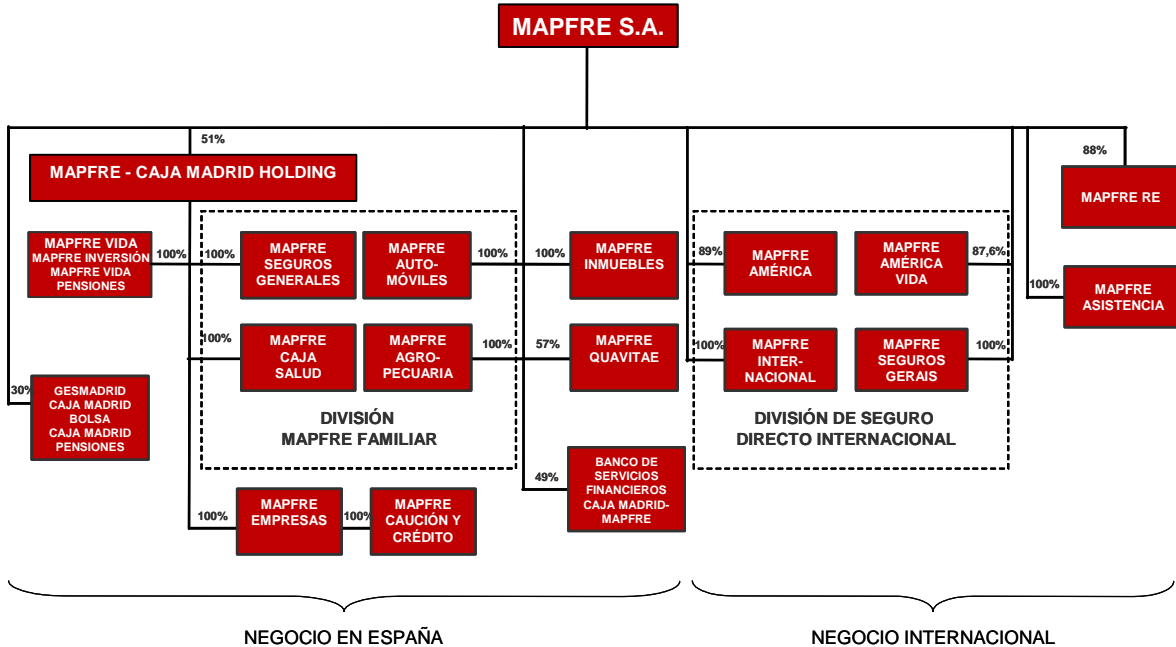 MAPFRE S.A.
51%
MAPFRE - CAJA MADRID HOLDING
88%
MAPFRE RE
MAPFRE VIDA
MAPFRE INVERSIÓN
MAPFRE VIDA
PENSIONES
100%
100%
MAPFRE
SEGUROS
GENERALES
MAPFRE
AUTO-
MÓVILES
100%
100%
MAPFRE
INMUEBLES
89%
MAPFRE
AMÉRICA
MAPFRE
AMÉRICA
VIDA
87,6%
100%
MAPFRE
ASISTENCIA
100%
MAPFRE
CAJA
SALUD
MAPFRE
AGRO-
PECUARIA
100%
57%
MAPFRE
QUAVITAE
100%
MAPFRE
INTER-
NACIONAL
MAPFRE
SEGUROS
GERAIS
100%
30%
GESMADRID
CAJA MADRID
BOLSA
CAJA MADRID
PENSIONES
DIVISIÓN
MAPFRE FAMILIAR
DIVISIÓN DE SEGURO
DIRECTO INTERNACIONAL
49%
BANCO DE
SERVICIOS
FINANCIEROS
CAJA MADRID-
MAPFRE
100%
MAPFRE
EMPRESAS
100%
MAPFRE
CAUCIÓN Y
CRÉDITO
NEGOCIO EN ESPAÑA
NEGOCIO INTERNACIONAL